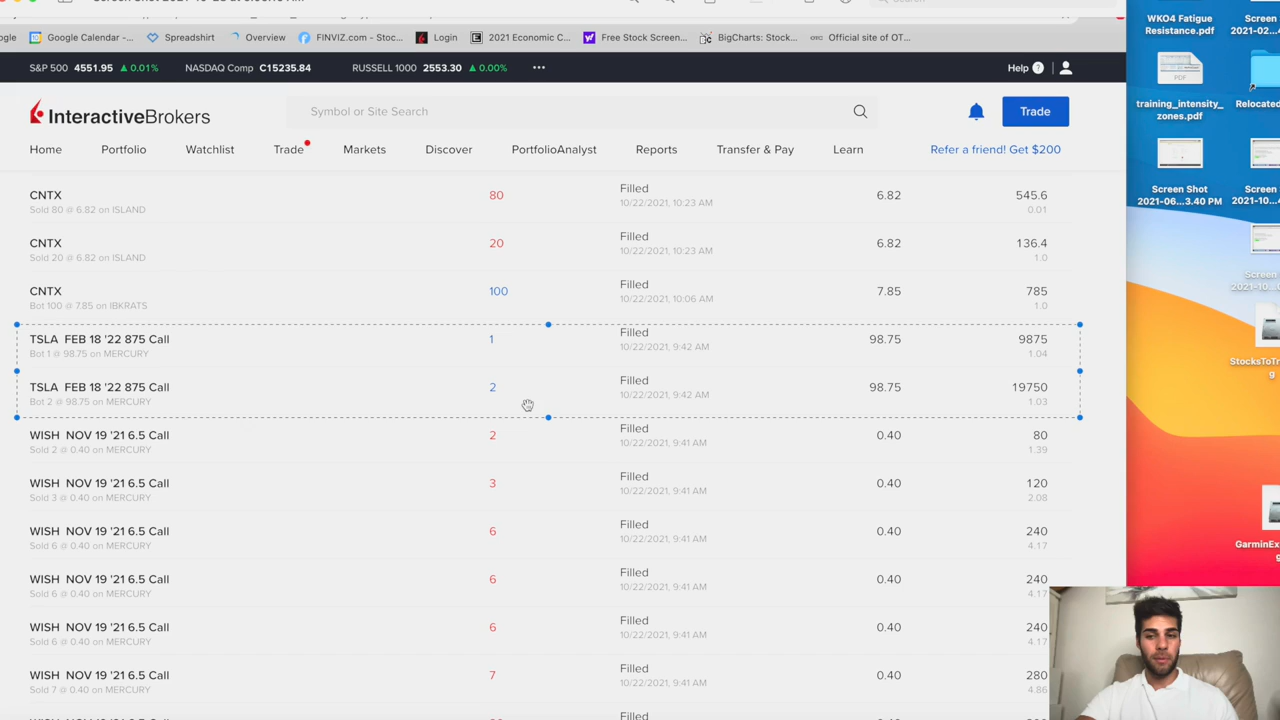 Google Calendar -...
Spreadshirt
Overview
FINVIZ.com - Stoc...
Login
2021 Economic C...
Free Stock Screen...
BigCharts: Stock...
Official site of OT...
S&P 500 4551.95 ▲ 0.01%
NASDAQ Comp C15235.84
RUSSELL 1000 2553.30 ▲ 0.00%
•••
Help ?
InteractiveBrokers
Symbol or Site Search
Trade
Home
Portfolio
Watchlist
Trade
Markets
Discover
PortfolioAnalyst
Reports
Transfer & Pay
Learn
Refer a friend! Get $200
CNTX 80 Filled 6.82 545.6
Sold 80 @ 6.82 on ISLAND 10/22/2021, 10:23 AM 0.01
CNTX 20 Filled 6.82 136.4
Sold 20 @ 6.82 on ISLAND 10/22/2021, 10:23 AM 1.0
CNTX 100 Filled 7.85 785
Bot 100 @ 7.85 on IBKRATS 10/22/2021, 10:06 AM 1.0
TSLA FEB 18 '22 875 Call 1 Filled 98.75 9875
Bot 1 @ 98.75 on MERCURY 10/22/2021, 9:42 AM 1.04
TSLA FEB 18 '22 875 Call 2 Filled 98.75 19750
Bot 2 @ 98.75 on MERCURY 10/22/2021, 9:42 AM 1.03
WISH NOV 19 '21 6.5 Call 2 Filled 0.40 80
Sold 2 @ 0.40 on MERCURY 10/22/2021, 9:41 AM 1.39
WISH NOV 19 '21 6.5 Call 3 Filled 0.40 120
Sold 3 @ 0.40 on MERCURY 10/22/2021, 9:41 AM 2.08
WISH NOV 19 '21 6.5 Call 6 Filled 0.40 240
Sold 6 @ 0.40 on MERCURY 10/22/2021, 9:41 AM 4.17
WISH NOV 19 '21 6.5 Call 6 Filled 0.40 240
Sold 6 @ 0.40 on MERCURY 10/22/2021, 9:41 AM 4.17
WISH NOV 19 '21 6.5 Call 6 Filled 0.40 240
Sold 6 @ 0.40 on MERCURY 10/22/2021, 9:41 AM 4.17
WISH NOV 19 '21 6.5 Call 7 Filled 0.40 280
Sold 7 @ 0.40 on MERCURY 10/22/2021, 9:41 AM 4.86
Filled
WKO4 Fatigue
Resistance.pdf
Screen
2021-02...
PDF
training_intensity_
zones.pdf
Relocated
Screen Shot
2021-06...3.40 PM
Screen
2021-10...
Screen
2021-10...
StocksToTr
g
GarminEx
g